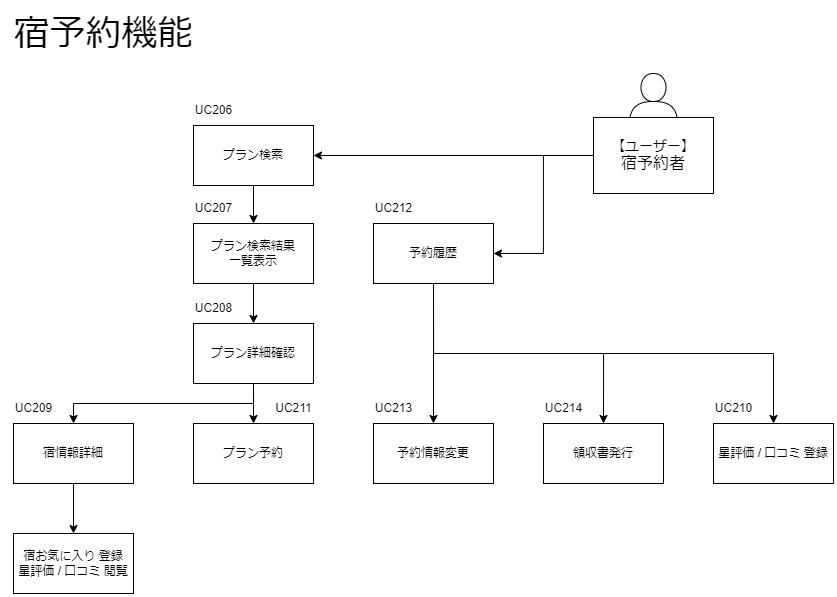 宿予約機能
【ユーザー】
宿予約者
UC206
プラン検索
UC207
プラン検索結果
一覧表示
UC212
予約履歴
UC208
プラン詳細確認
UC209
宿情報詳細
UC211
プラン予約
UC213
予約情報変更
UC214
領収書発行
UC210
星評価 / 口コミ 登録
宿お気に入り 登録
星評価 / 口コミ 閲覧